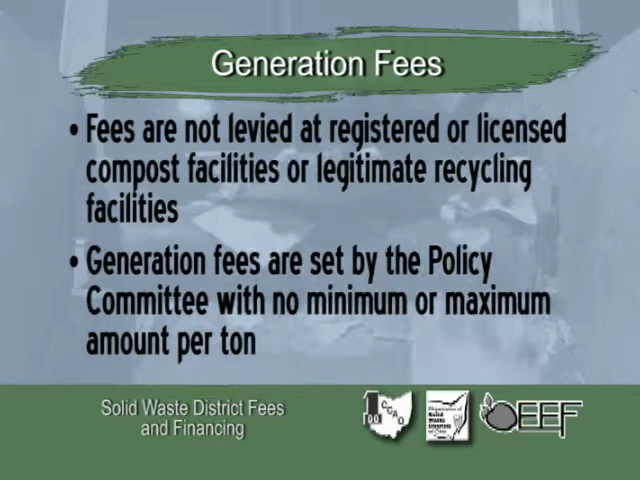 Generation Fees
• Fees are not levied at registered or licensed
compost facilities or legitimate recycling
facilities
• Generation fees are set by the Policy
Committee with no minimum or maximum
amount per ton
Solid Waste District Fees
and Financing
100
CCAO
OEEF